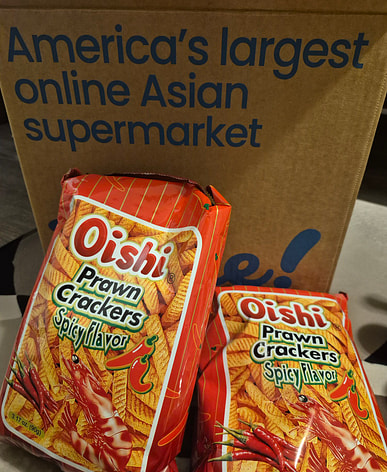 America's largest
online Asian
supermarket
e!
Oishi®
Prawn
Crackers
Spicy Flavor
Oishi
Prawn
Crackers
Spicy Flavor